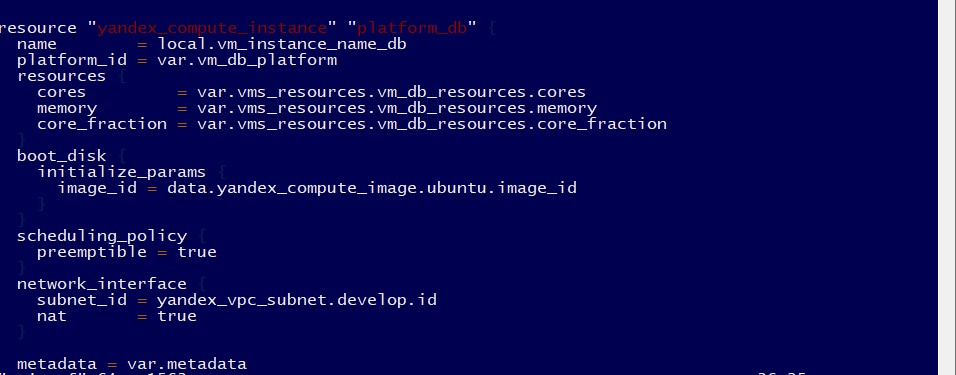 resource "yandex_compute_instance" "platform_db" {
  name        = local.vm_instance_name_db
  platform_id = var.vm_db_platform
  resources {
    cores         = var.vms_resources.vm_db_resources.cores
    memory        = var.vms_resources.vm_db_resources.memory
    core_fraction = var.vms_resources.vm_db_resources.core_fraction
  }
  boot_disk {
    initialize_params {
      image_id = data.yandex_compute_image.ubuntu.image_id
    }
  }
  scheduling_policy {
    preemptible = true
  }
  network_interface {
    subnet_id = yandex_vpc_subnet.develop.id
    nat       = true
  }

  metadata = var.metadata